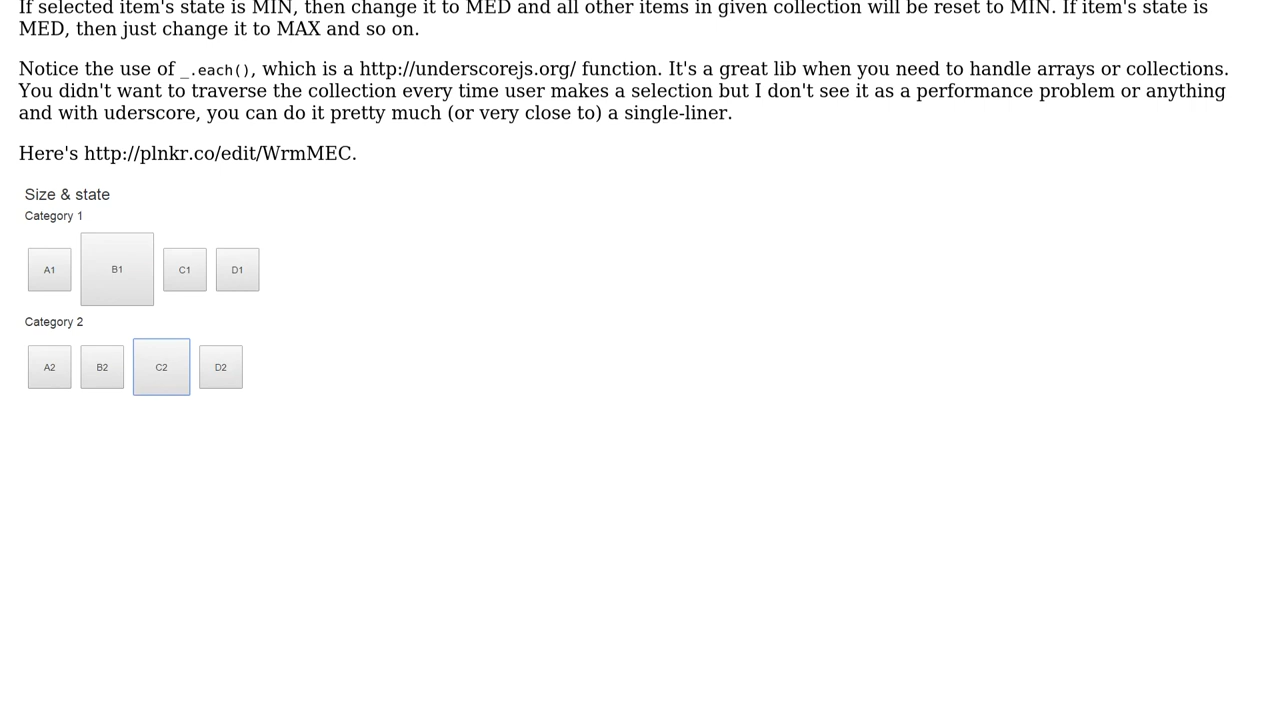 If selected item's state is MIN, then change it to MED and all other items in given collection will be reset to MIN. If item's state is
MED, then just change it to MAX and so on.
Notice the use of _.each(), which is a http://underscorejs.org/ function. It's a great lib when you need to handle arrays or collections.
You didn't want to traverse the collection every time user makes a selection but I don't see it as a performance problem or anything
and with uderscore, you can do it pretty much (or very close to) a single-liner.
Here's http://plnkr.co/edit/WrmMEC.
Size & state
Category 1
A1 B1 C1 D1
Category 2
A2 B2 C2 D2